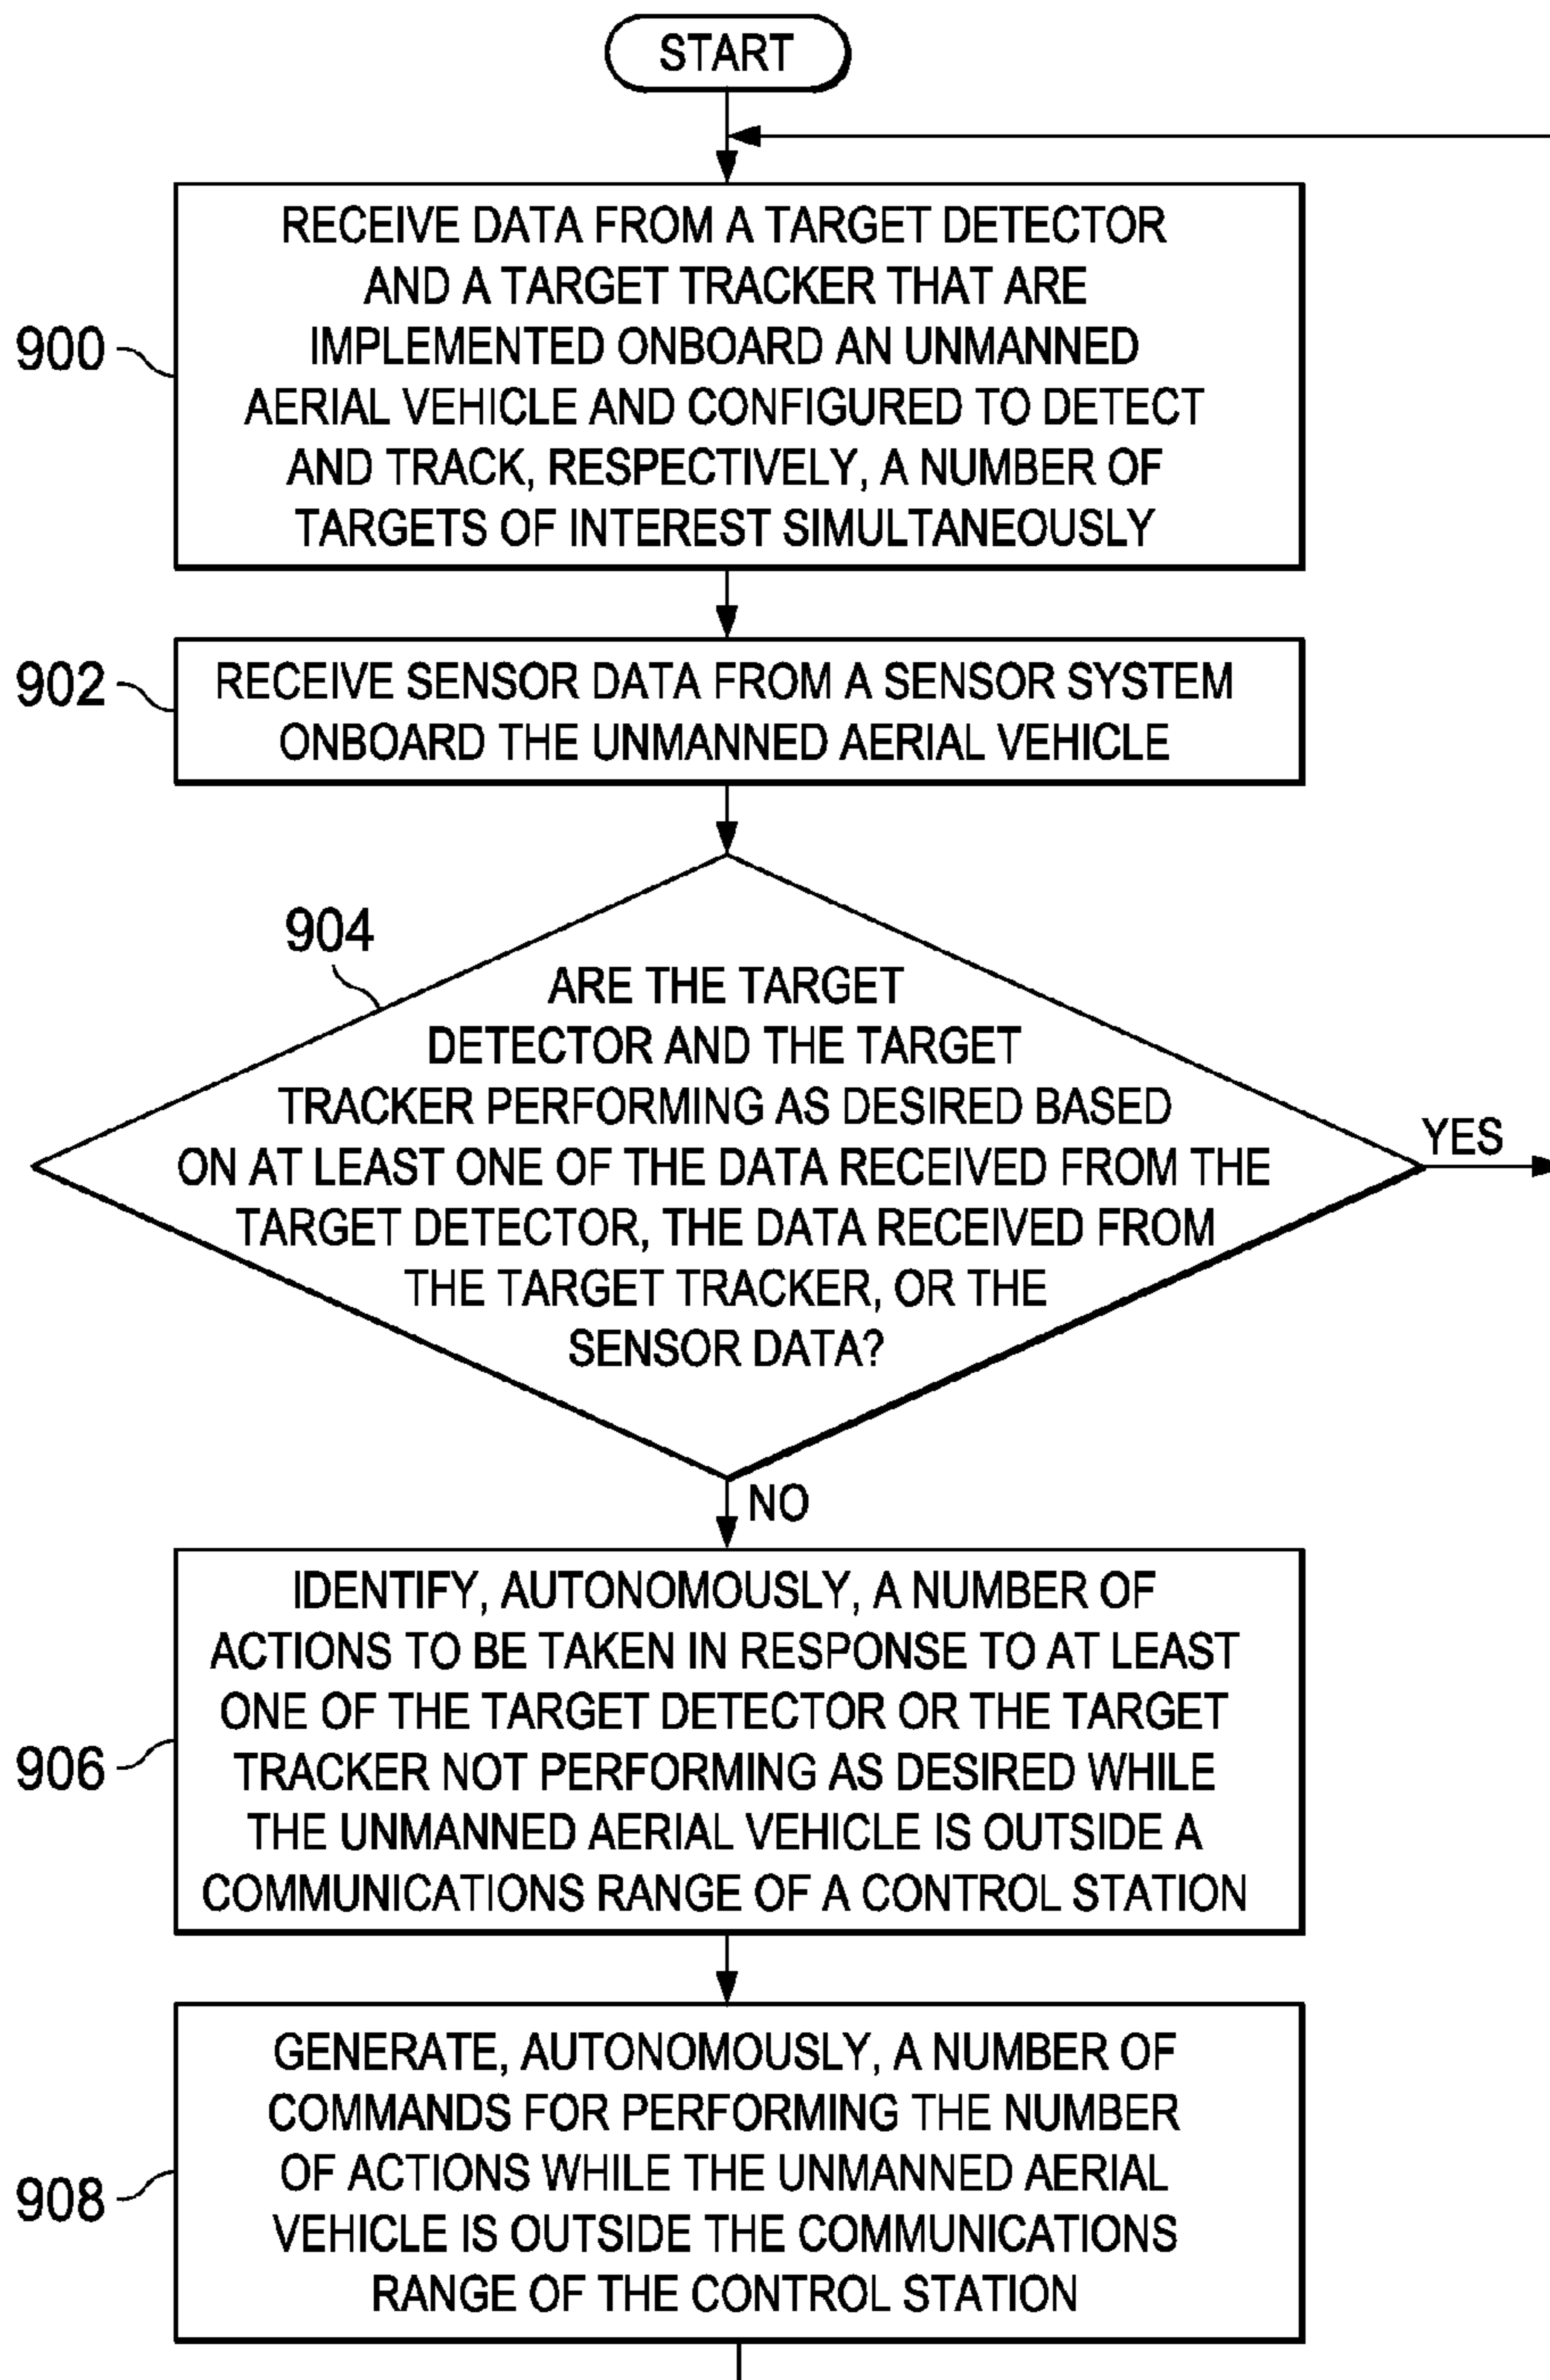 START
RECEIVE DATA FROM A TARGET DETECTOR
AND A TARGET TRACKER THAT ARE
IMPLEMENTED ONBOARD AN UNMANNED
AERIAL VEHICLE AND CONFIGURED TO DETECT
AND TRACK, RESPECTIVELY, A NUMBER OF
TARGETS OF INTEREST SIMULTANEOUSLY
900
RECEIVE SENSOR DATA FROM A SENSOR SYSTEM
ONBOARD THE UNMANNED AERIAL VEHICLE
902
904
ARE THE TARGET
DETECTOR AND THE TARGET
TRACKER PERFORMING AS DESIRED BASED
ON AT LEAST ONE OF THE DATA RECEIVED FROM THE
TARGET DETECTOR, THE DATA RECEIVED FROM
THE TARGET TRACKER, OR THE
SENSOR DATA?
YES
NO
IDENTIFY, AUTONOMOUSLY, A NUMBER OF
ACTIONS TO BE TAKEN IN RESPONSE TO AT LEAST
ONE OF THE TARGET DETECTOR OR THE TARGET
TRACKER NOT PERFORMING AS DESIRED WHILE
THE UNMANNED AERIAL VEHICLE IS OUTSIDE A
COMMUNICATIONS RANGE OF A CONTROL STATION
906
GENERATE, AUTONOMOUSLY, A NUMBER OF
COMMANDS FOR PERFORMING THE NUMBER
OF ACTIONS WHILE THE UNMANNED AERIAL
VEHICLE IS OUTSIDE THE COMMUNICATIONS
RANGE OF THE CONTROL STATION
908